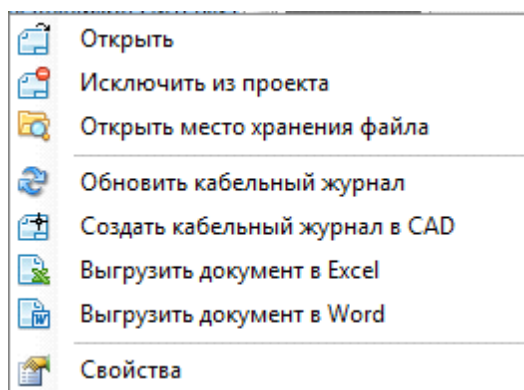 Открыть
Исключить из проекта
Открыть место хранения файла
Обновить кабельный журнал
Создать кабельный журнал в CAD
Выгрузить документ в Excel
Выгрузить документ в Word
Свойства